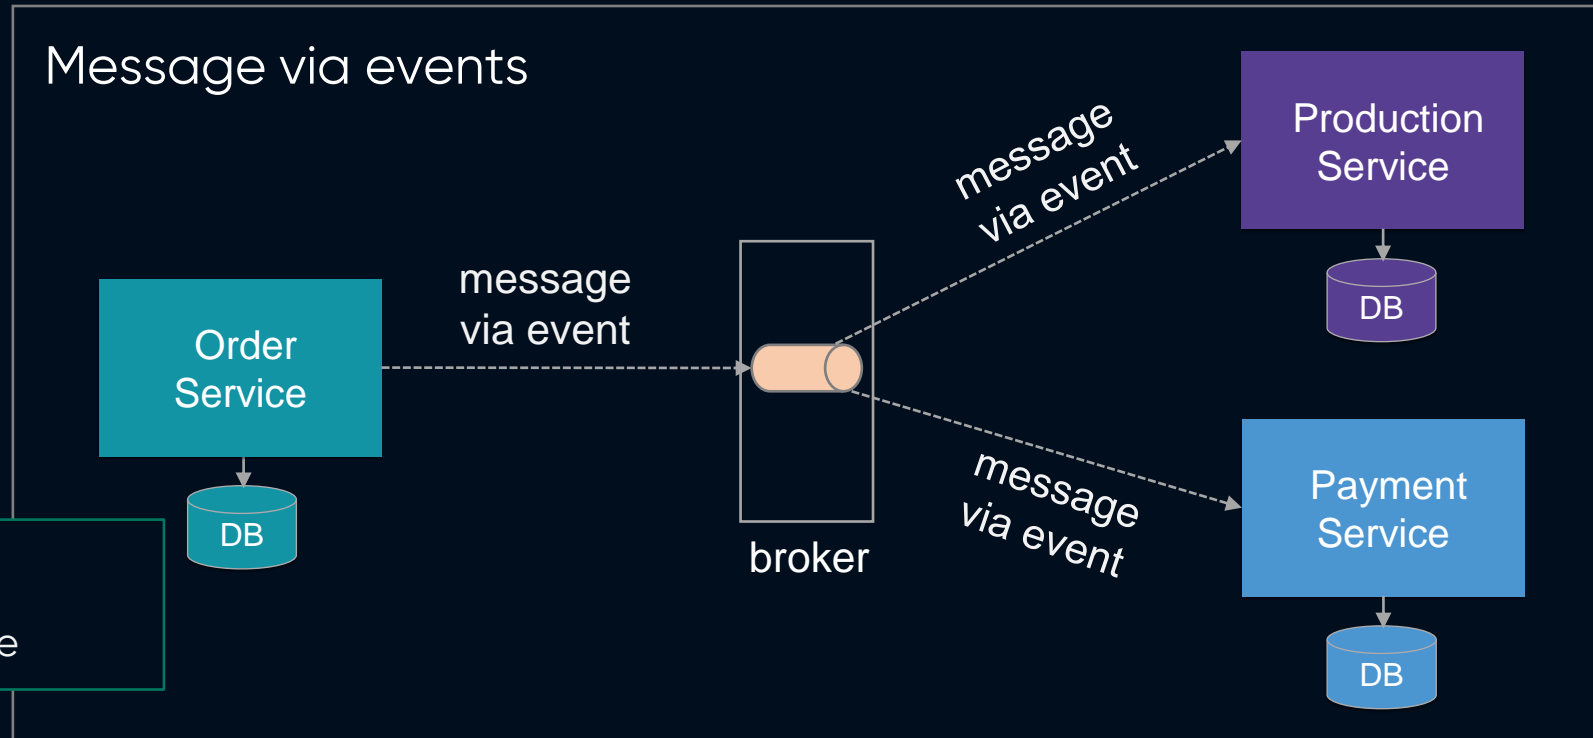 Message via events
Order
Service
DB
message
via event
broker
message
via event
message
via event
Production
Service
DB
Payment
Service
DB
e